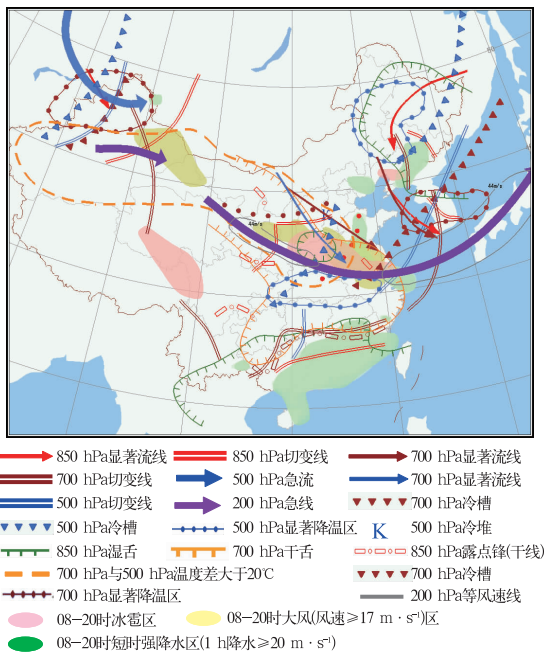 44m/s
44m/s
850 hPa显著流线 850 hPa切变线 700 hPa显著流线
700 hPa切变线 500 hPa急流 700 hPa显著流线
500 hPa切变线 200 hPa急线 700 hPa冷槽
500 hPa冷槽 500 hPa显著降温区 K 500 hPa冷堆
850 hPa湿舌 700 hPa干舌 850 hPa露点锋(干线)
700 hPa与500 hPa温度差大于20℃ 700 hPa冷槽
700 hPa显著降温区 200 hPa等风速线
08-20时冰雹区 08-20时大风(风速≥17 m·s⁻¹)区
08-20时短时强降水区(1 h降水≥20 m·s⁻¹)